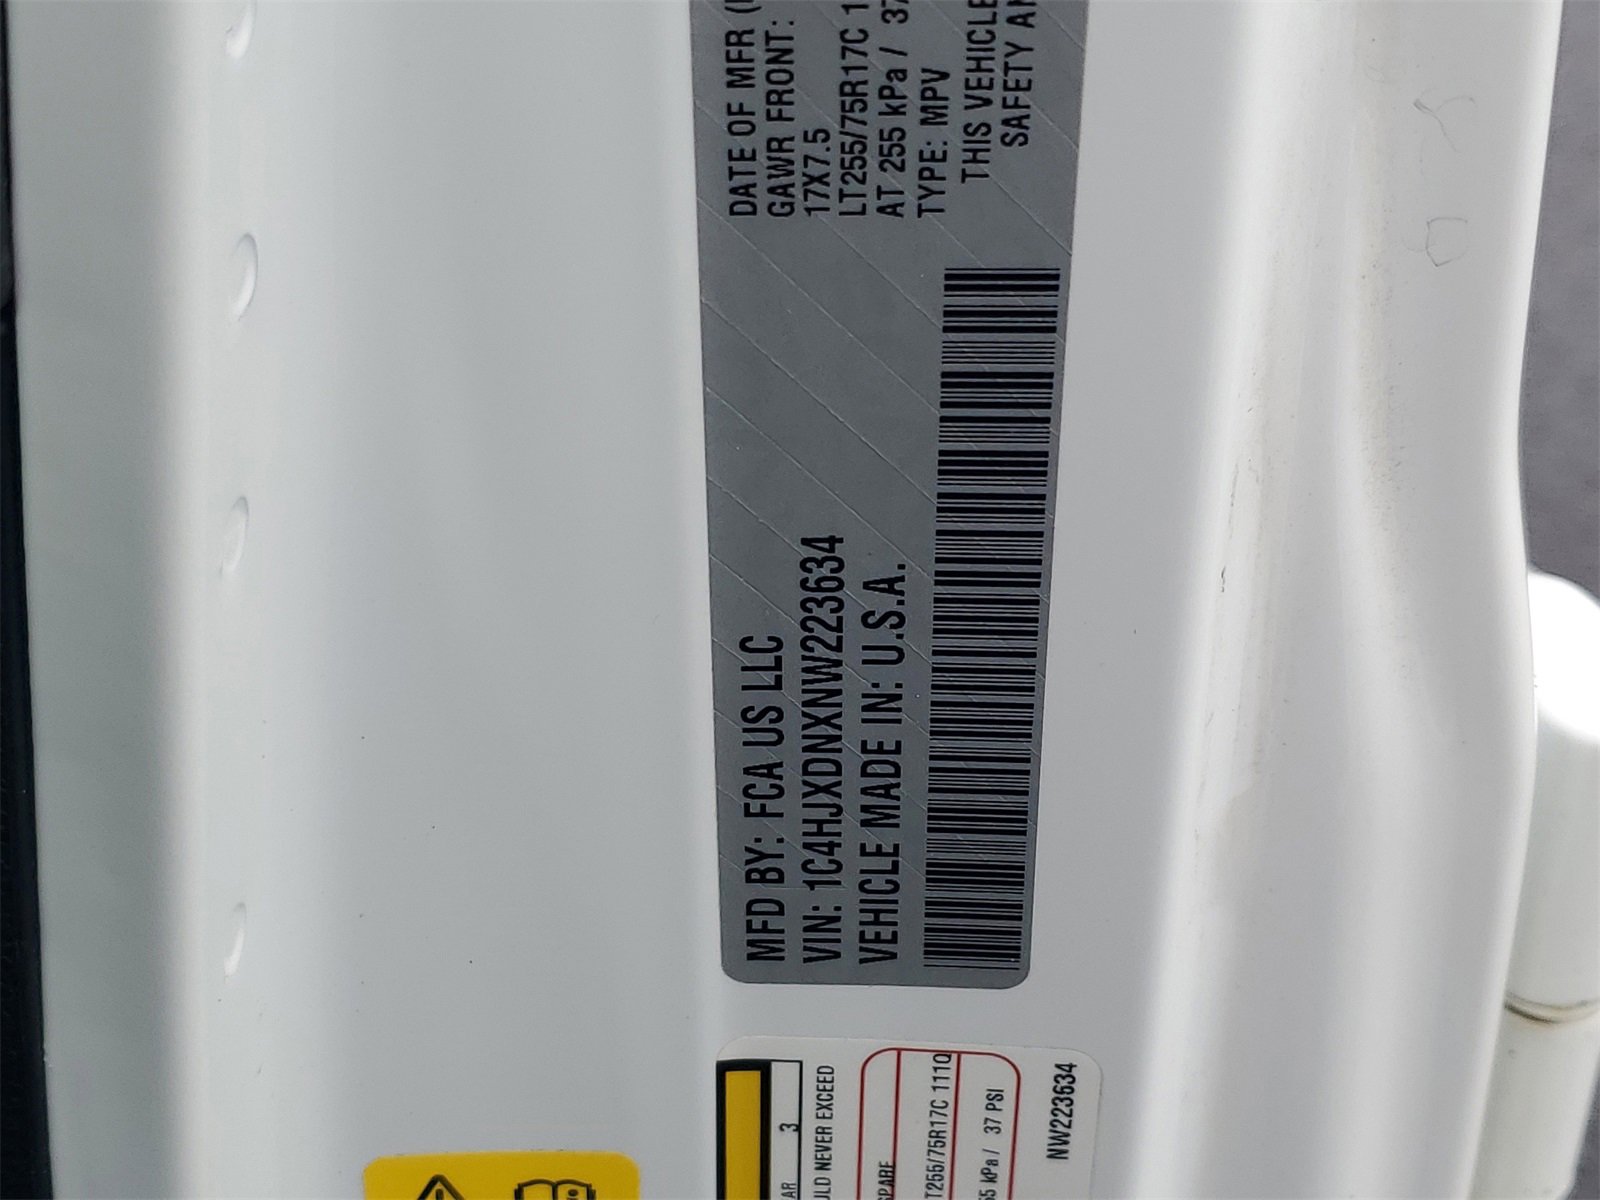 MFD BY: FCA US LLC
VIN: 1C4HJXDNXNW223634
VEHICLE MADE IN: U.S.A.
DATE OF MFR
GAWR FRONT:
17X7.5
LT255/75R17C 1
AT 255 kPa / 37
TYPE: MPV
THIS VEHICLE
SAFETY
3
NEVER EXCEED
SPARE
T255/75R17C 111Q
kPa / 37 PSI
NW223634